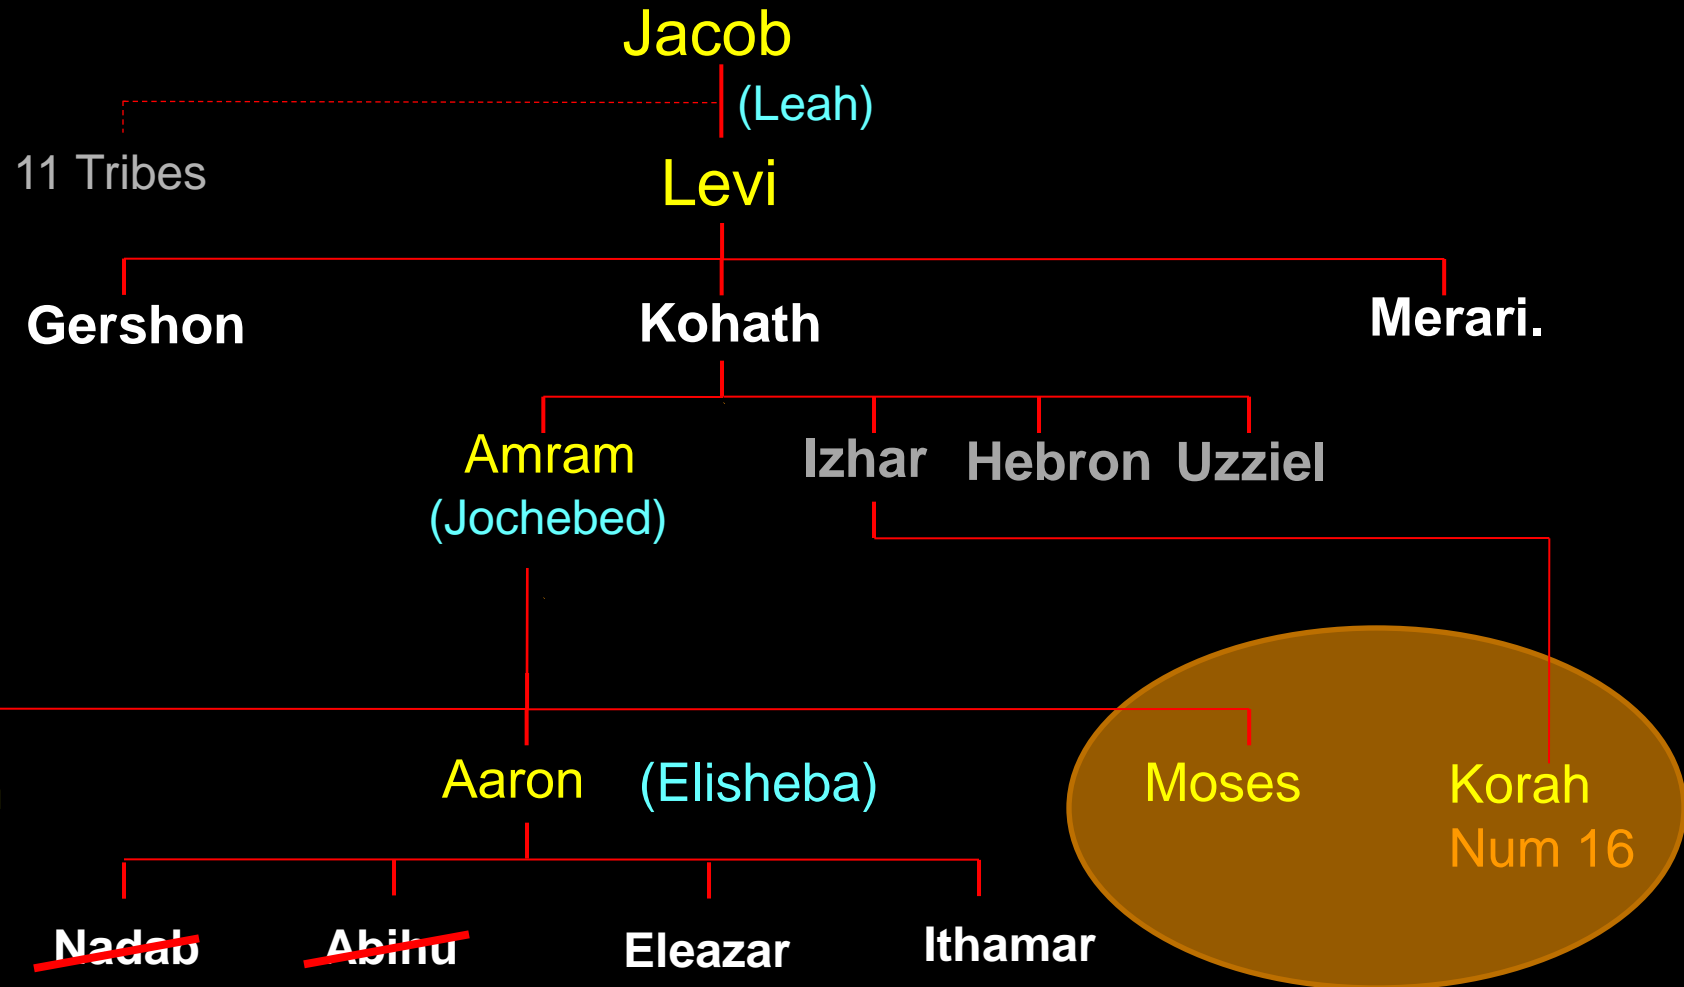 Jacob
(Leah)
11 Tribes
Levi
Gershon Kohath Merari.
Amram Izhar Hebron Uzziel
(Jochebed)
Aaron (Elisheba) Moses Korah
Num 16
Nadab Abihu Eleazar Ithamar